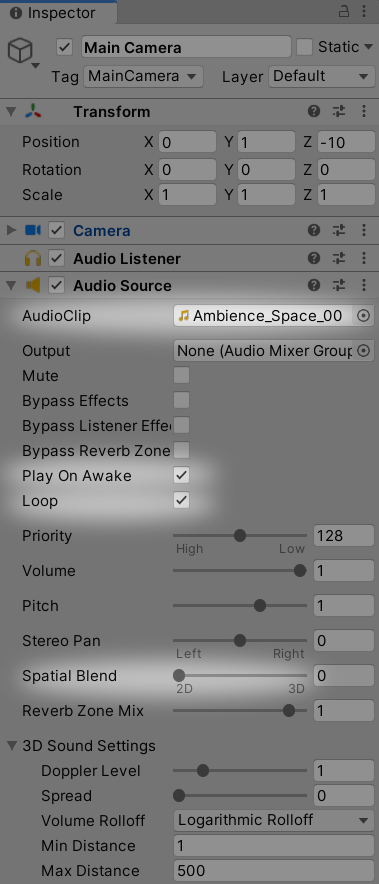 Inspector
Main Camera
Static
Tag MainCamera Layer Default
Transform
Position X 0 Y 1 Z -10
Rotation X 0 Y 0 Z 0
Scale X 1 Y 1 Z 1
Camera
Audio Listener
Audio Source
AudioClip Ambience_Space_00
Output None (Audio Mixer Group
Mute
Bypass Effects
Bypass Listener Effe
Bypass Reverb Zone
Play On Awake
Loop
Priority 128
High Low
Volume 1
Pitch 1
Stereo Pan 0
Left Right
Spatial Blend 0
2D 3D
Reverb Zone Mix 1
3D Sound Settings
Doppler Level 1
Spread 0
Volume Rolloff Logarithmic Rolloff
Min Distance 1
Max Distance 500